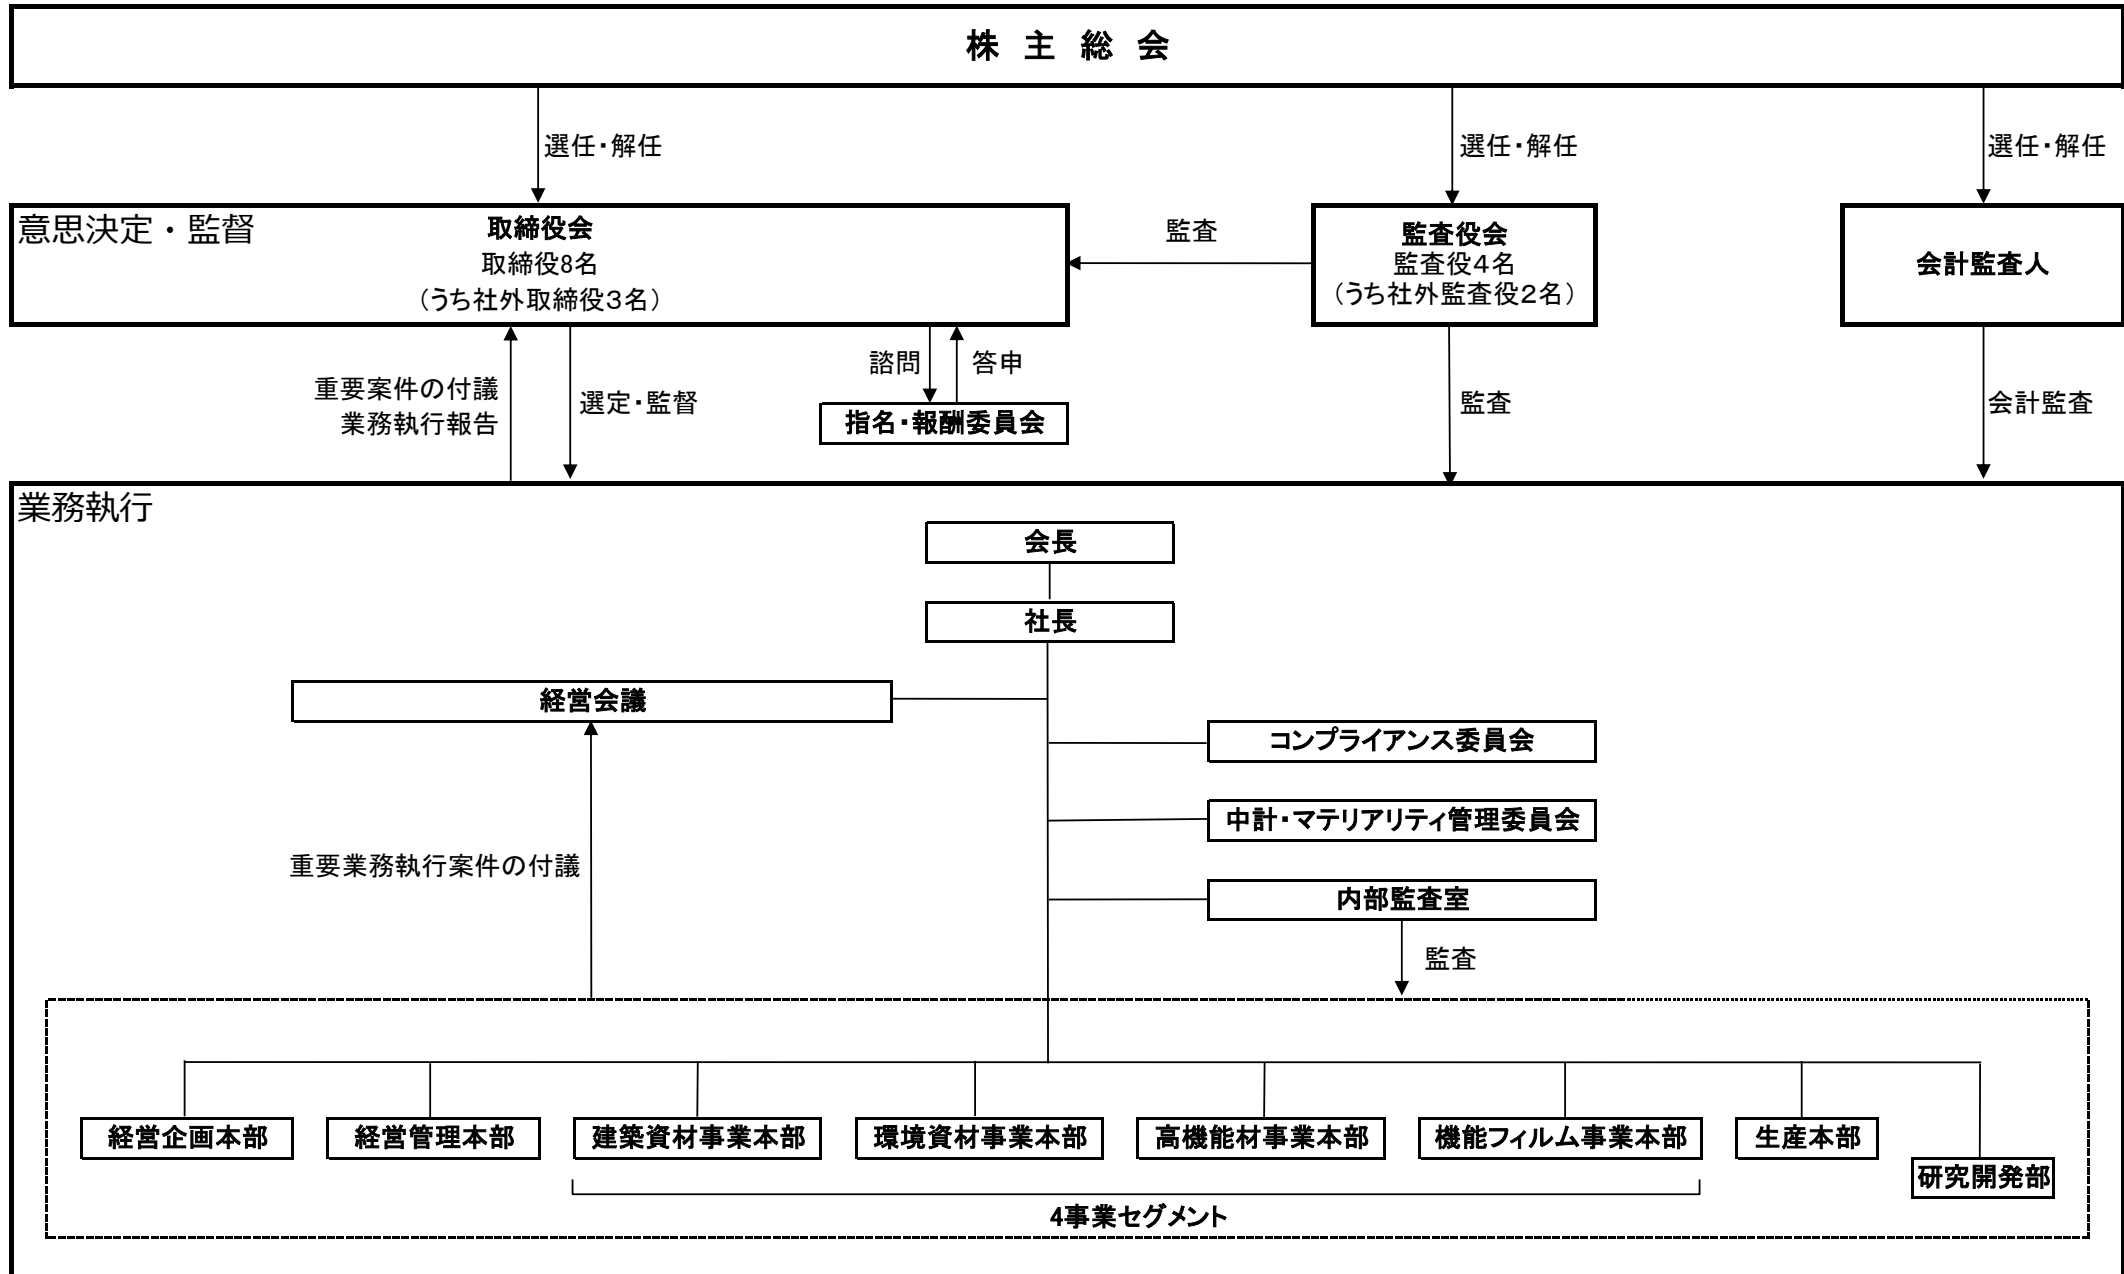 株 主 総 会
選任・解任
選任・解任
選任・解任
意思決定・監督
取締役会
取締役8名
（うち社外取締役３名）
監査
監査役会
監査役４名
（うち社外監査役２名）
会計監査人
重要案件の付議
業務執行報告
選定・監督
諮問
答申
指名・報酬委員会
監査
会計監査
業務執行
会長
社長
経営会議
コンプライアンス委員会
中計・マテリアリティ管理委員会
重要業務執行案件の付議
内部監査室
監査
経営企画本部
経営管理本部
建築資材事業本部
環境資材事業本部
高機能材事業本部
機能フィルム事業本部
生産本部
研究開発部
4事業セグメント